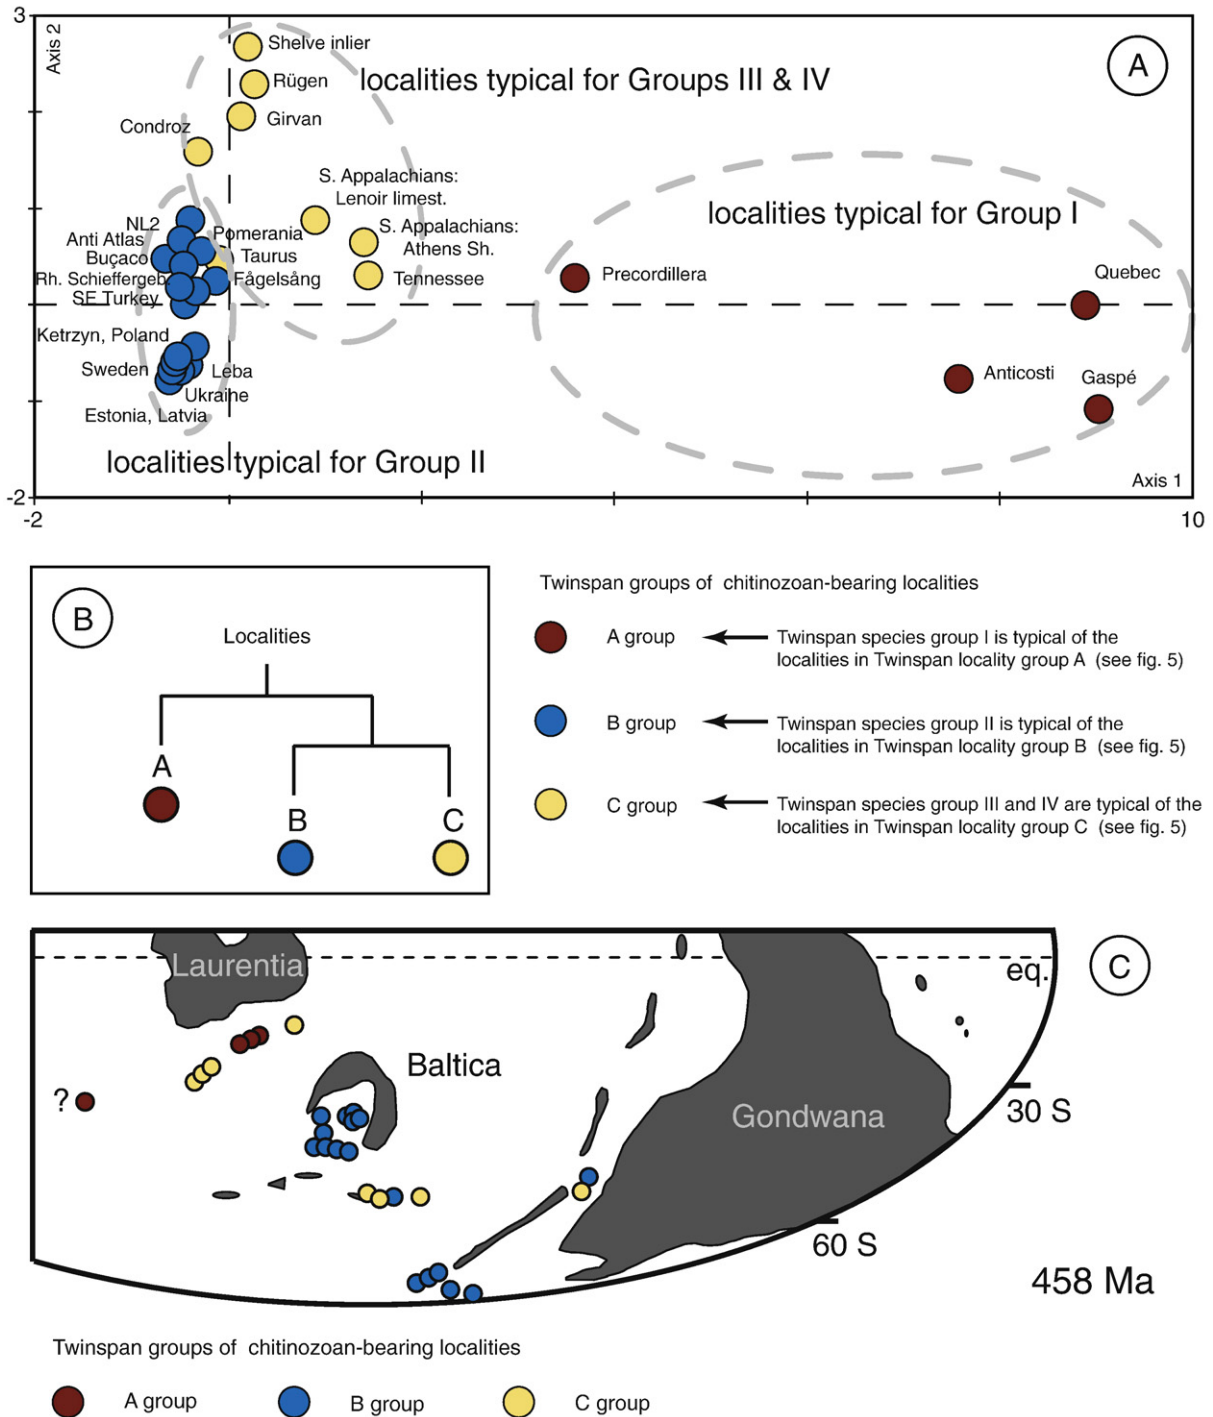 3
Axis 2
A
Shelve inlier
localities typical for Groups III & IV
Rügen
Girvan
Condroz
S. Appalachians:
Lenoir limest.
S. Appalachians:
Athens Sh.
Tennessee
localities typical for Group I
Precordillera
Quebec
Anticosti
Gaspé
NL2
Pomerania
Anti Atlas
Taurus
Buçaco
Rh. Schieffergeb.
Fågelsång
SE Turkey
Ketrzyn, Poland
Sweden
Leba
Ukraine
Estonia, Latvia
localities typical for Group II
Axis 1
-2
-2
10
B
Localities
A
B
C
Twinspan groups of chitinozoan-bearing localities
A group
Twinspan species group I is typical of the
localities in Twinspan locality group A (see fig. 5)
B group
Twinspan species group II is typical of the
localities in Twinspan locality group B (see fig. 5)
C group
Twinspan species group III and IV are typical of the
localities in Twinspan locality group C (see fig. 5)
Laurentia
eq.
C
Baltica
?
Gondwana
30 S
60 S
458 Ma
Twinspan groups of chitinozoan-bearing localities
A group
B group
C group